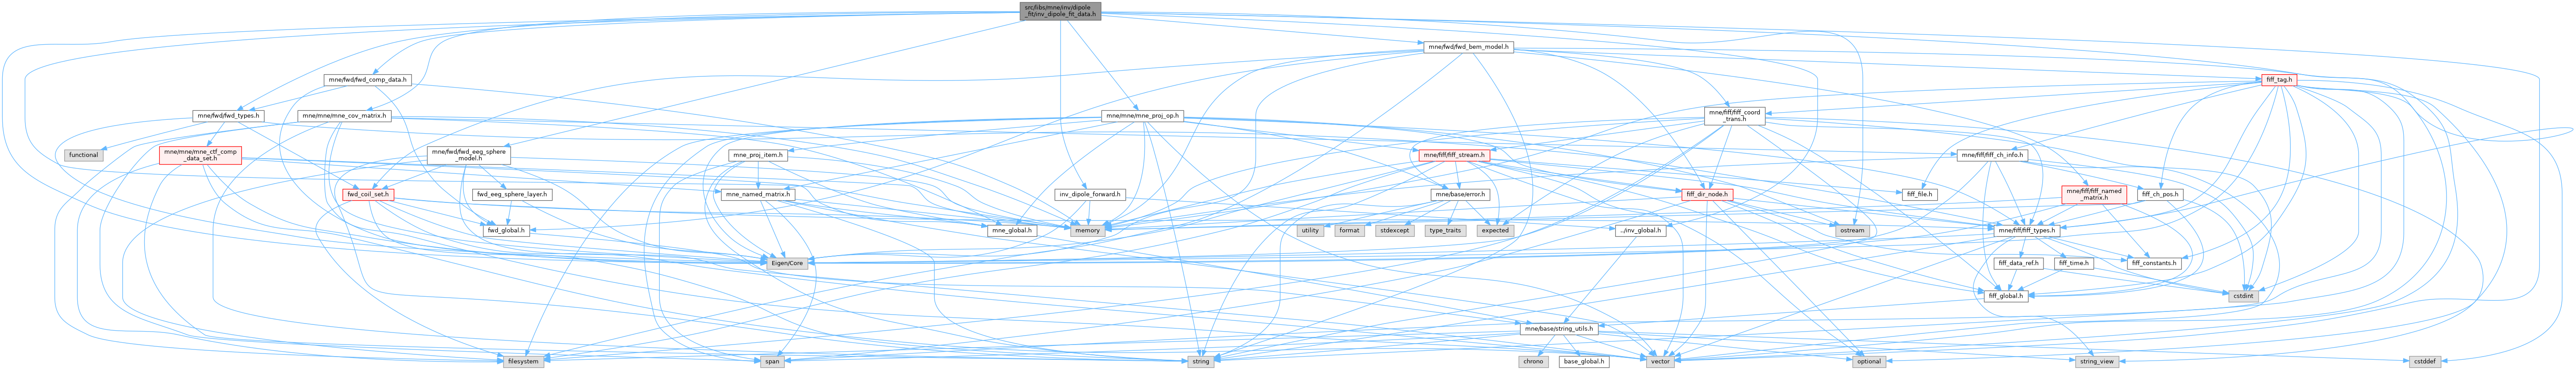 src/libs/mne/inv/dipole
_fit/inv_dipole_fit_data.h
mne/fwd/fwd_bem_model.h
mne/fwd/fwd_comp_data.h
fiff_tag.h
mne/fwd/fwd_types.h
mne/mne/mne_cov_matrix.h
mne/mne/mne_proj_op.h
mne/fiff/fiff_coord
_trans.h
functional
mne/mne/mne_ctf_comp
_data_set.h
mne/fwd/fwd_eeg_sphere
_model.h
mne_proj_item.h
mne/fiff/fiff_stream.h
mne/fiff/fiff_ch_info.h
fwd_coil_set.h
fwd_eeg_sphere_layer.h
mne_named_matrix.h
inv_dipole_forward.h
mne/base/error.h
fiff_dir_node.h
fiff_file.h
mne/fiff/fiff_named
_matrix.h
fiff_ch_pos.h
fwd_global.h
mne_global.h
memory
utility
format
stdexcept
type_traits
expected
../inv_global.h
ostream
mne/fiff/fiff_types.h
Eigen/Core
fiff_data_ref.h
fiff_time.h
fiff_constants.h
fiff_global.h
cstdint
mne/base/string_utils.h
filesystem
span
string
chrono
base_global.h
vector
optional
string_view
cstddef